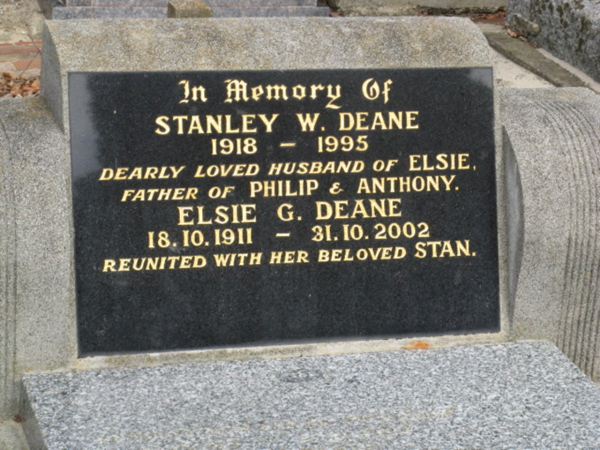 In Memory Of
STANLEY W. DEANE
1918 – 1995
DEARLY LOVED HUSBAND OF ELSIE,
FATHER OF PHILIP & ANTHONY.
ELSIE G. DEANE
18.10.1911 – 31.10.2002
REUNITED WITH HER BELOVED STAN.